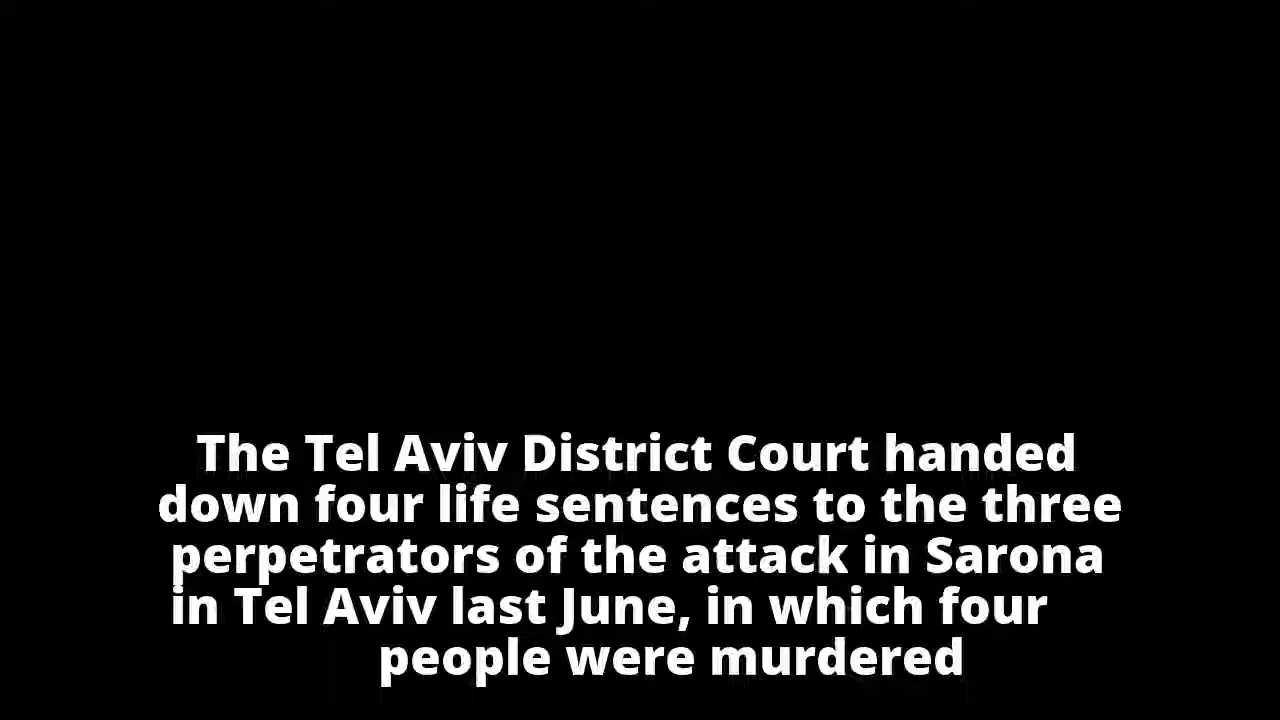 The Tel Aviv District Court handed
down four life sentences to the three
perpetrators of the attack in Sarona
in Tel Aviv last June, in which four
people were murdered